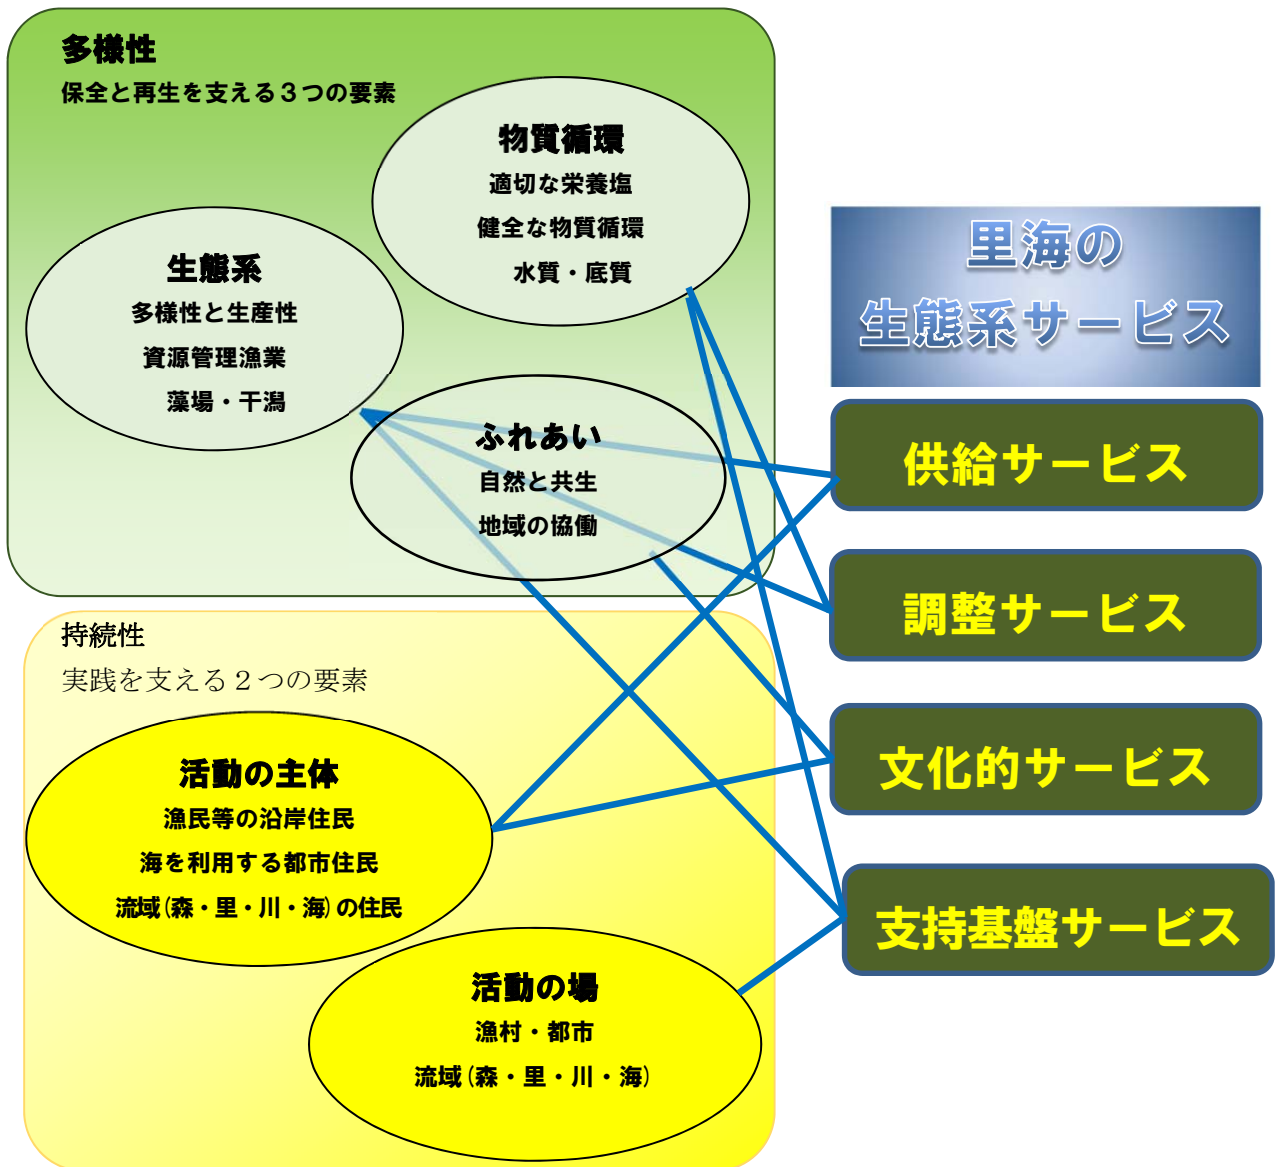 多様性
保全と再生を支える３つの要素
物質循環
適切な栄養塩
健全な物質循環
水質・底質
生態系
多様性と生産性
資源管理漁業
藻場・干潟
ふれあい
自然と共生
地域の協働
持続性
実践を支える２つの要素
活動の主体
漁民等の沿岸住民
海を利用する都市住民
流域(森・里・川・海)の住民
活動の場
漁村・都市
流域(森・里・川・海)
里海の
生態系サービス
供給サービス
調整サービス
文化的サービス
支持基盤サービス